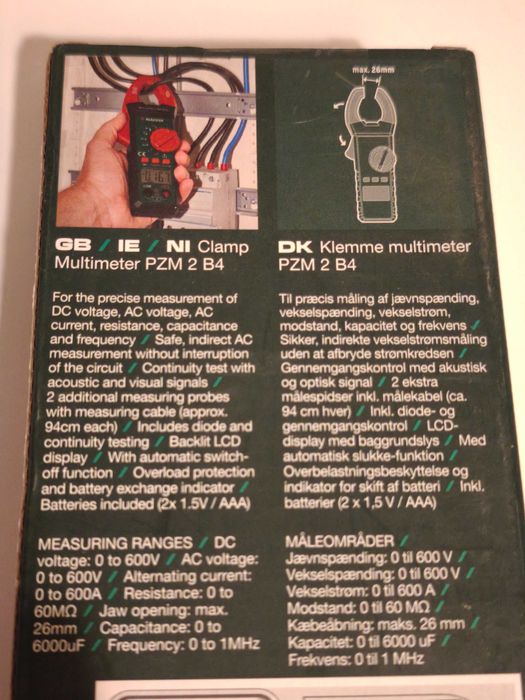 max. 26mm
GB / IE / NI Clamp
Multimeter PZM 2 B4
For the precise measurement of
DC voltage, AC voltage, AC
current, resistance, capacitance
and frequency / Safe, indirect AC
measurement without interruption
of the circuit / Continuity test with
acoustic and visual signals /
2 additional measuring probes
with measuring cable (approx.
94cm each) / Includes diode and
continuity testing / Backlit LCD
display / With automatic switch-
off function / Overload protection
and battery exchange indicator /
Batteries included (2x 1.5V / AAA)
MEASURING RANGES / DC
voltage: 0 to 600V / AC voltage:
0 to 600V / Alternating current:
0 to 600A / Resistance: 0 to
60MΩ / Jaw opening: max.
26mm / Capacitance: 0 to
6000uF / Frequency: 0 to 1MHz
DK Klemme multimeter
PZM 2 B4
Til præcis måling af jævnspænding,
vekselspænding, vekselstrøm,
modstand, kapacitet og frekvens /
Sikker, indirekte vekselstrømsmåling
uden at afbryde strømkredsen /
Gennemgangskontrol med akustisk
og optisk signal / 2 ekstra
målespidser inkl. målekabel (ca.
94 cm hver) / Inkl. diode- og
gennemgangskontrol / LCD-
display med baggrundslys / Med
automatisk slukke-funktion /
Overbelastningsbeskyttelse og
indikator for skift af batteri / Inkl.
batterier (2 x 1,5 V / AAA)
MÅLEOMRÅDER /
Jævnspænding: 0 til 600 V /
Vekselspænding: 0 til 600 V /
Vekselstrøm: 0 til 600 A /
Modstand: 0 til 60 MΩ /
Kæbeåbning: maks. 26 mm /
Kapacitet: 0 til 6000 uF /
Frekvens: 0 til 1 MHz